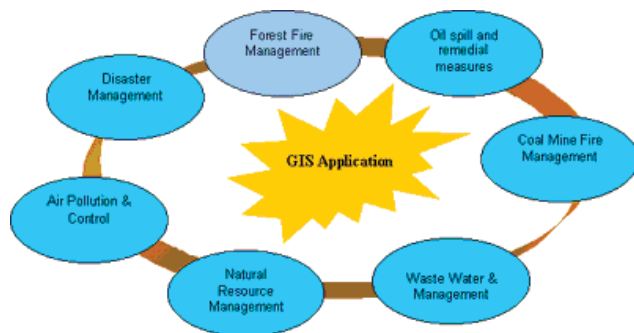 Forest Fire
Management
Oil spill and
remedial
measures
Disaster
Management
Coal Mine Fire
Management
GIS Application
Air Pollution &
Control
Natural
Resource
Management
Waste Water &
Management